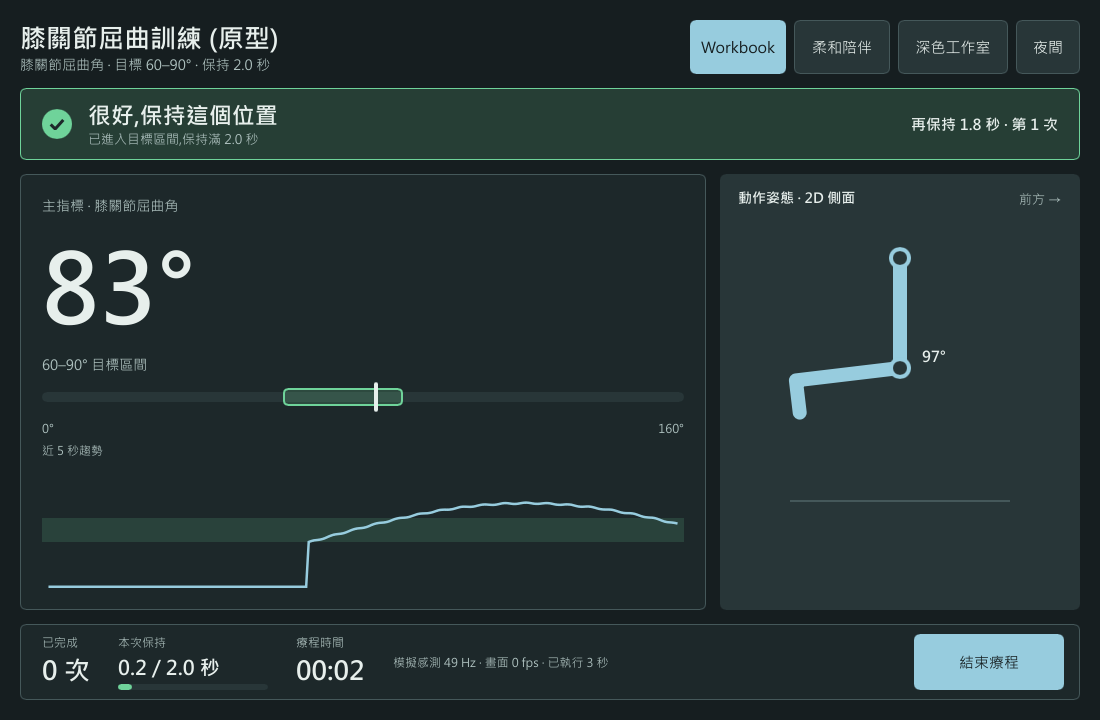 膝關節屈曲訓練 (原型)
膝關節屈曲角 · 目標 60–90° · 保持 2.0 秒
Workbook
柔和陪伴
深色工作室
夜間
很好,保持這個位置
已進入目標區間,保持滿 2.0 秒
再保持 1.8 秒 · 第 1 次
主指標 · 膝關節屈曲角
83°
60–90° 目標區間
0°
160°
近 5 秒趨勢
動作姿態 · 2D 側面
前方 →
97°
已完成
0 次
本次保持
0.2 / 2.0 秒
療程時間
00:02
模擬感測 49 Hz · 畫面 0 fps · 已執行 3 秒
結束療程